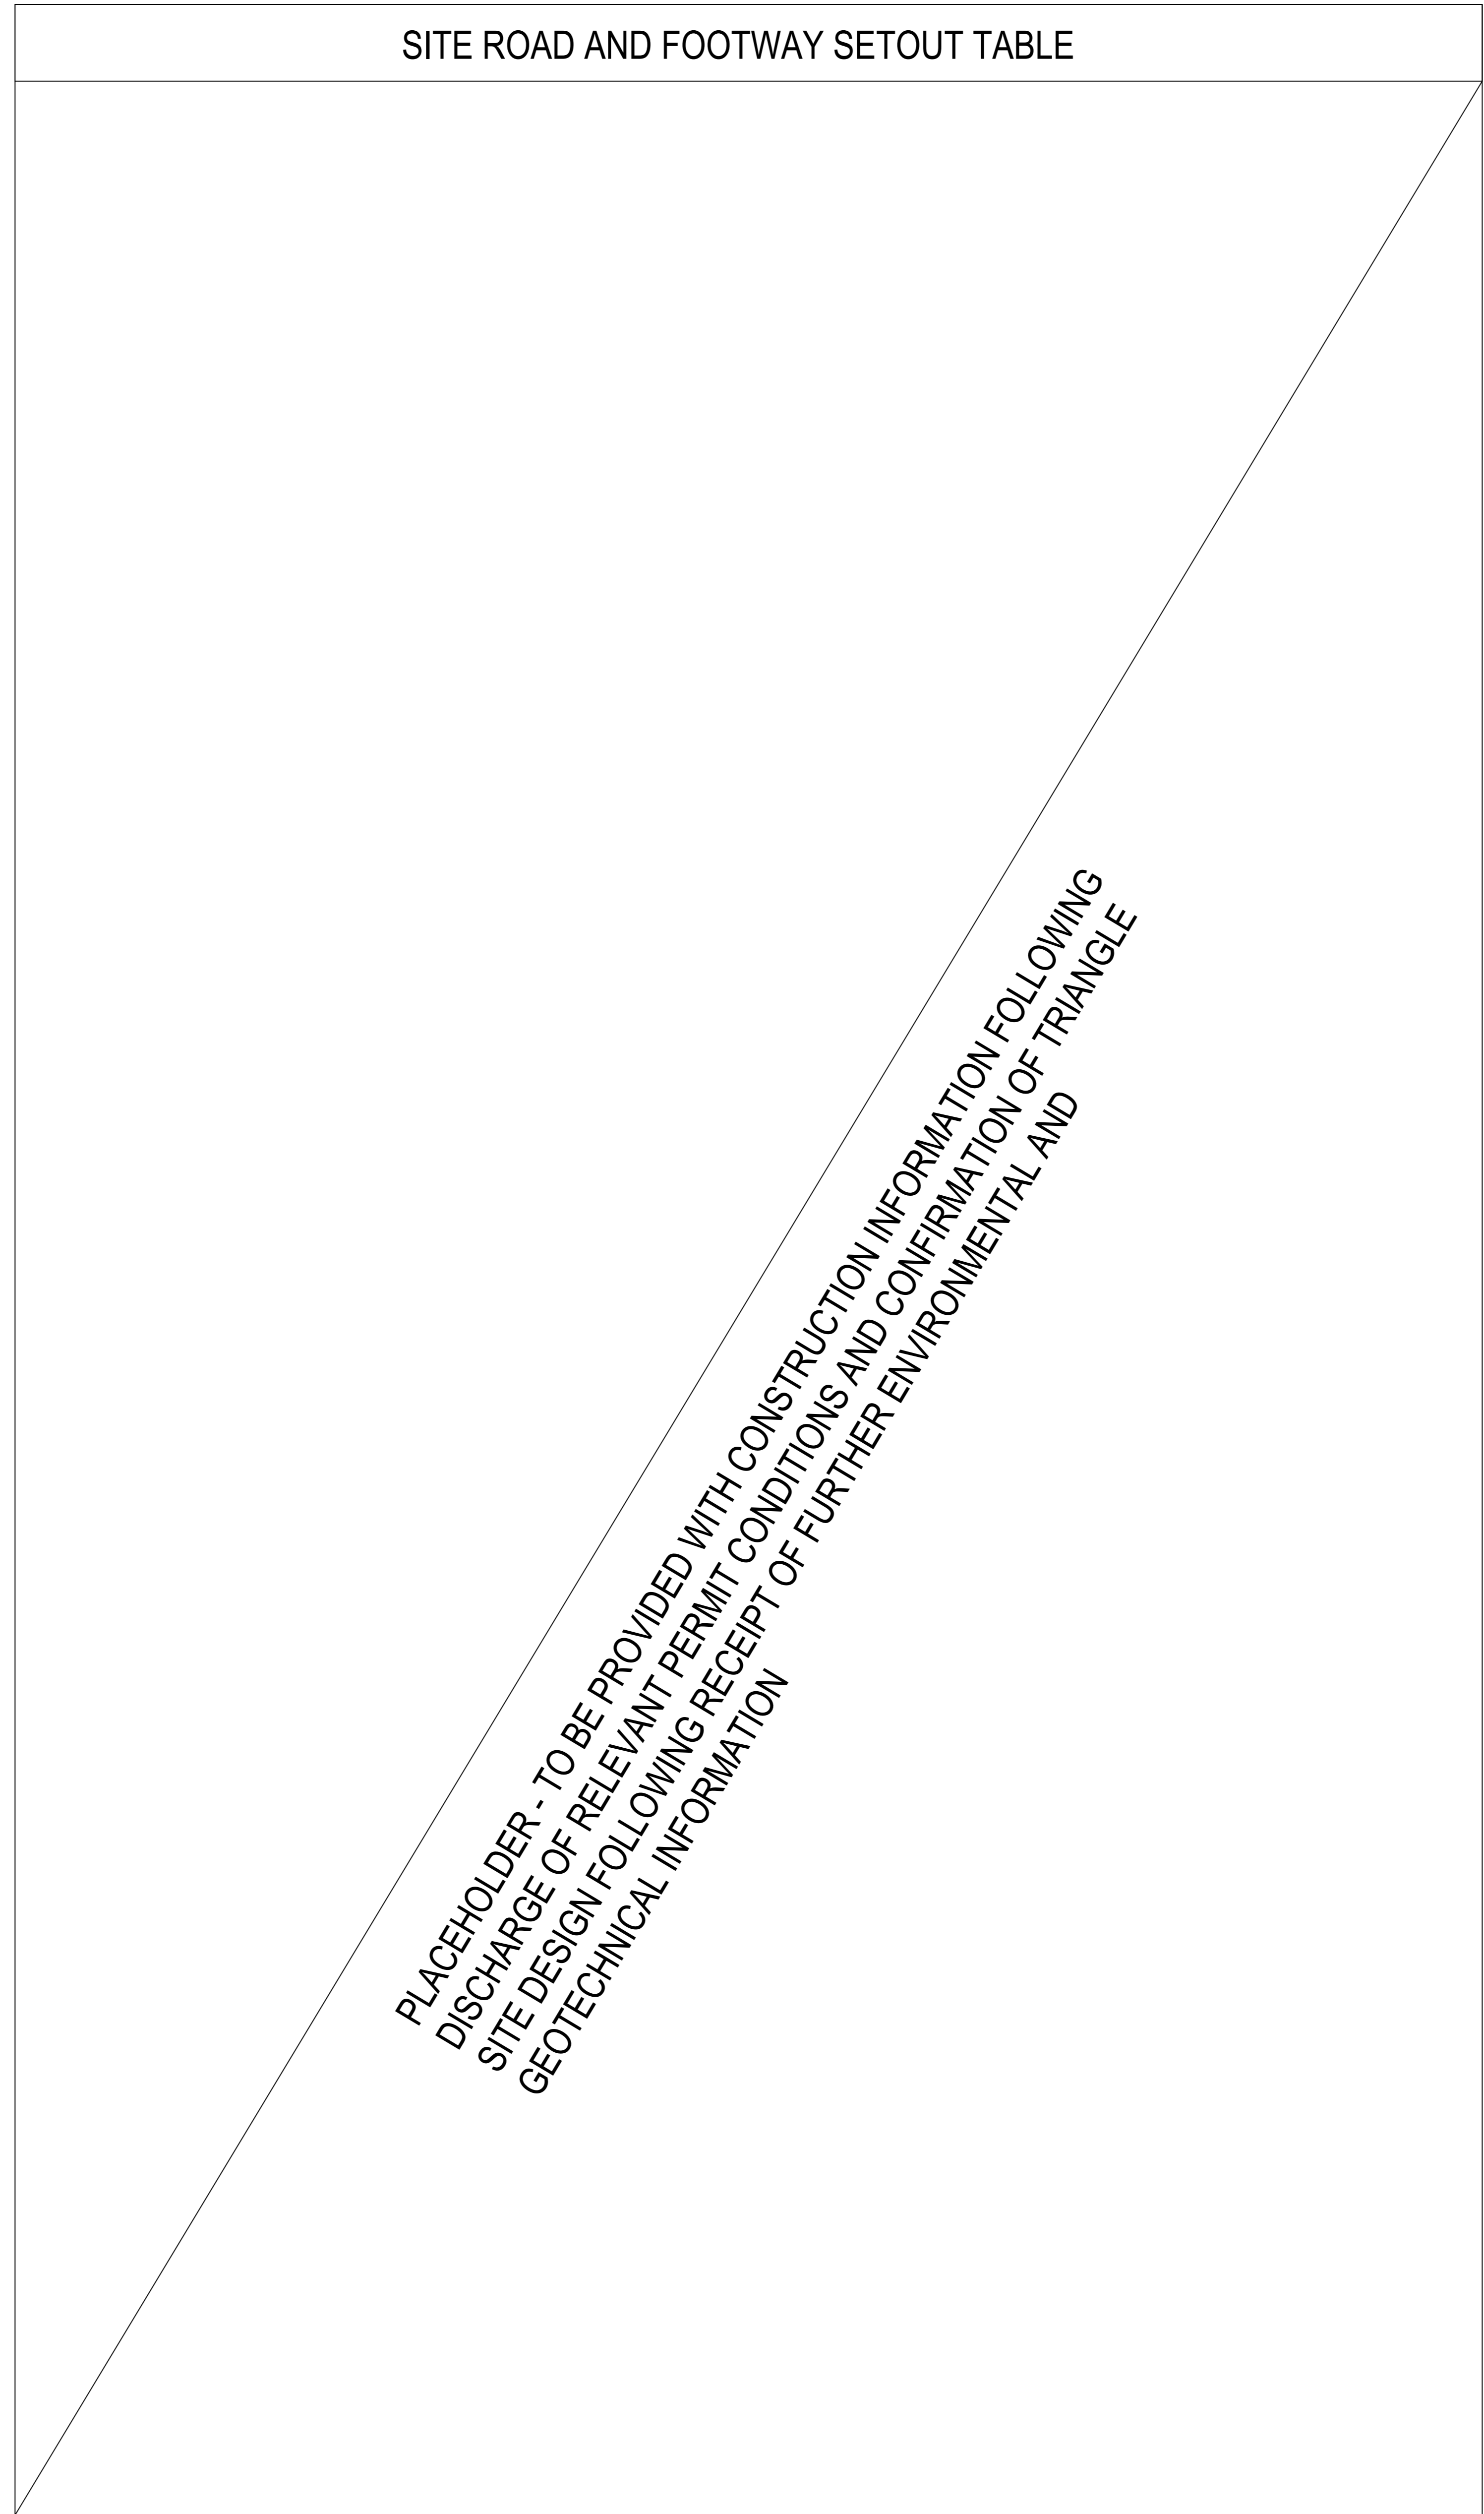 SITE ROAD AND FOOTWAY SETOUT TABLE
PLACEHOLDER - TO BE PROVIDED WITH CONSTRUCTION INFORMATION FOLLOWING
DISCHARGE OF RELEVANT PERMIT CONDITIONS AND CONFIRMATION OF TRIANGLE
SITE DESIGN FOLLOWING RECEIPT OF FURTHER ENVIRONMENTAL AND
GEOTECHNICAL INFORMATION